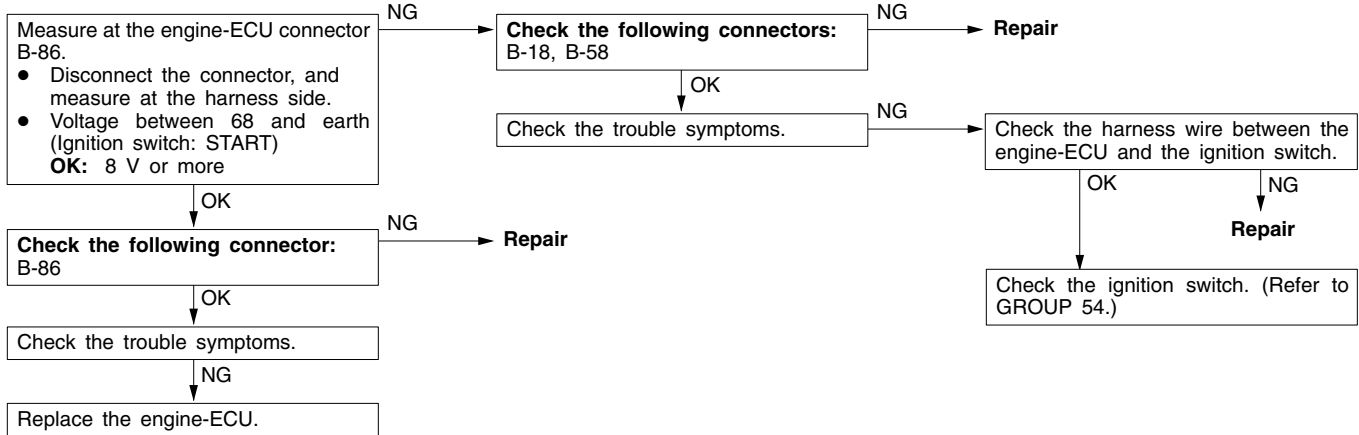 Measure at the engine-ECU connector
B-86.
● Disconnect the connector, and
measure at the harness side.
● Voltage between 68 and earth
(Ignition switch: START)
OK: 8 V or more
NG
Check the following connectors:
B-18, B-58
NG
Repair
OK
Check the trouble symptoms.
NG
Check the harness wire between the
engine-ECU and the ignition switch.
OK
NG
Repair
Check the ignition switch. (Refer to
GROUP 54.)
OK
Check the following connector:
B-86
NG
Repair
OK
Check the trouble symptoms.
NG
Replace the engine-ECU.